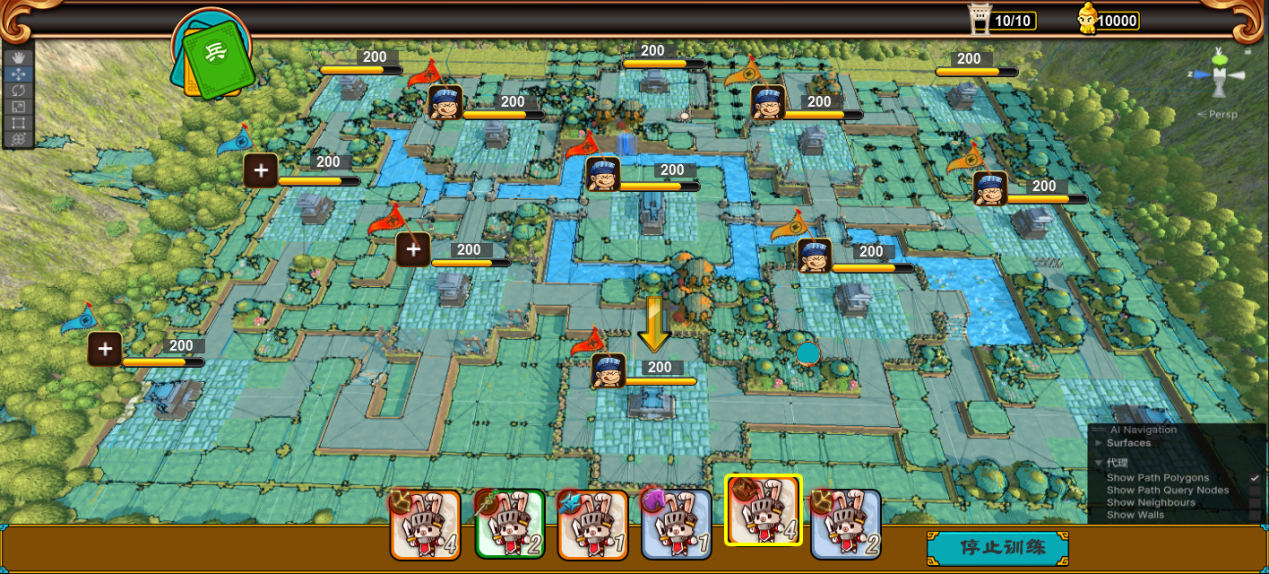 10/10
10000
兵
200
200
200
y
z
Persp
200
200
200
200
200
200
200
200
200
AI Navigation
Surfaces
代理
Show Path Polygons
Show Path Query Nodes
Show Neighbours
Show Walls
4
2
1
1
4
2
停止训练